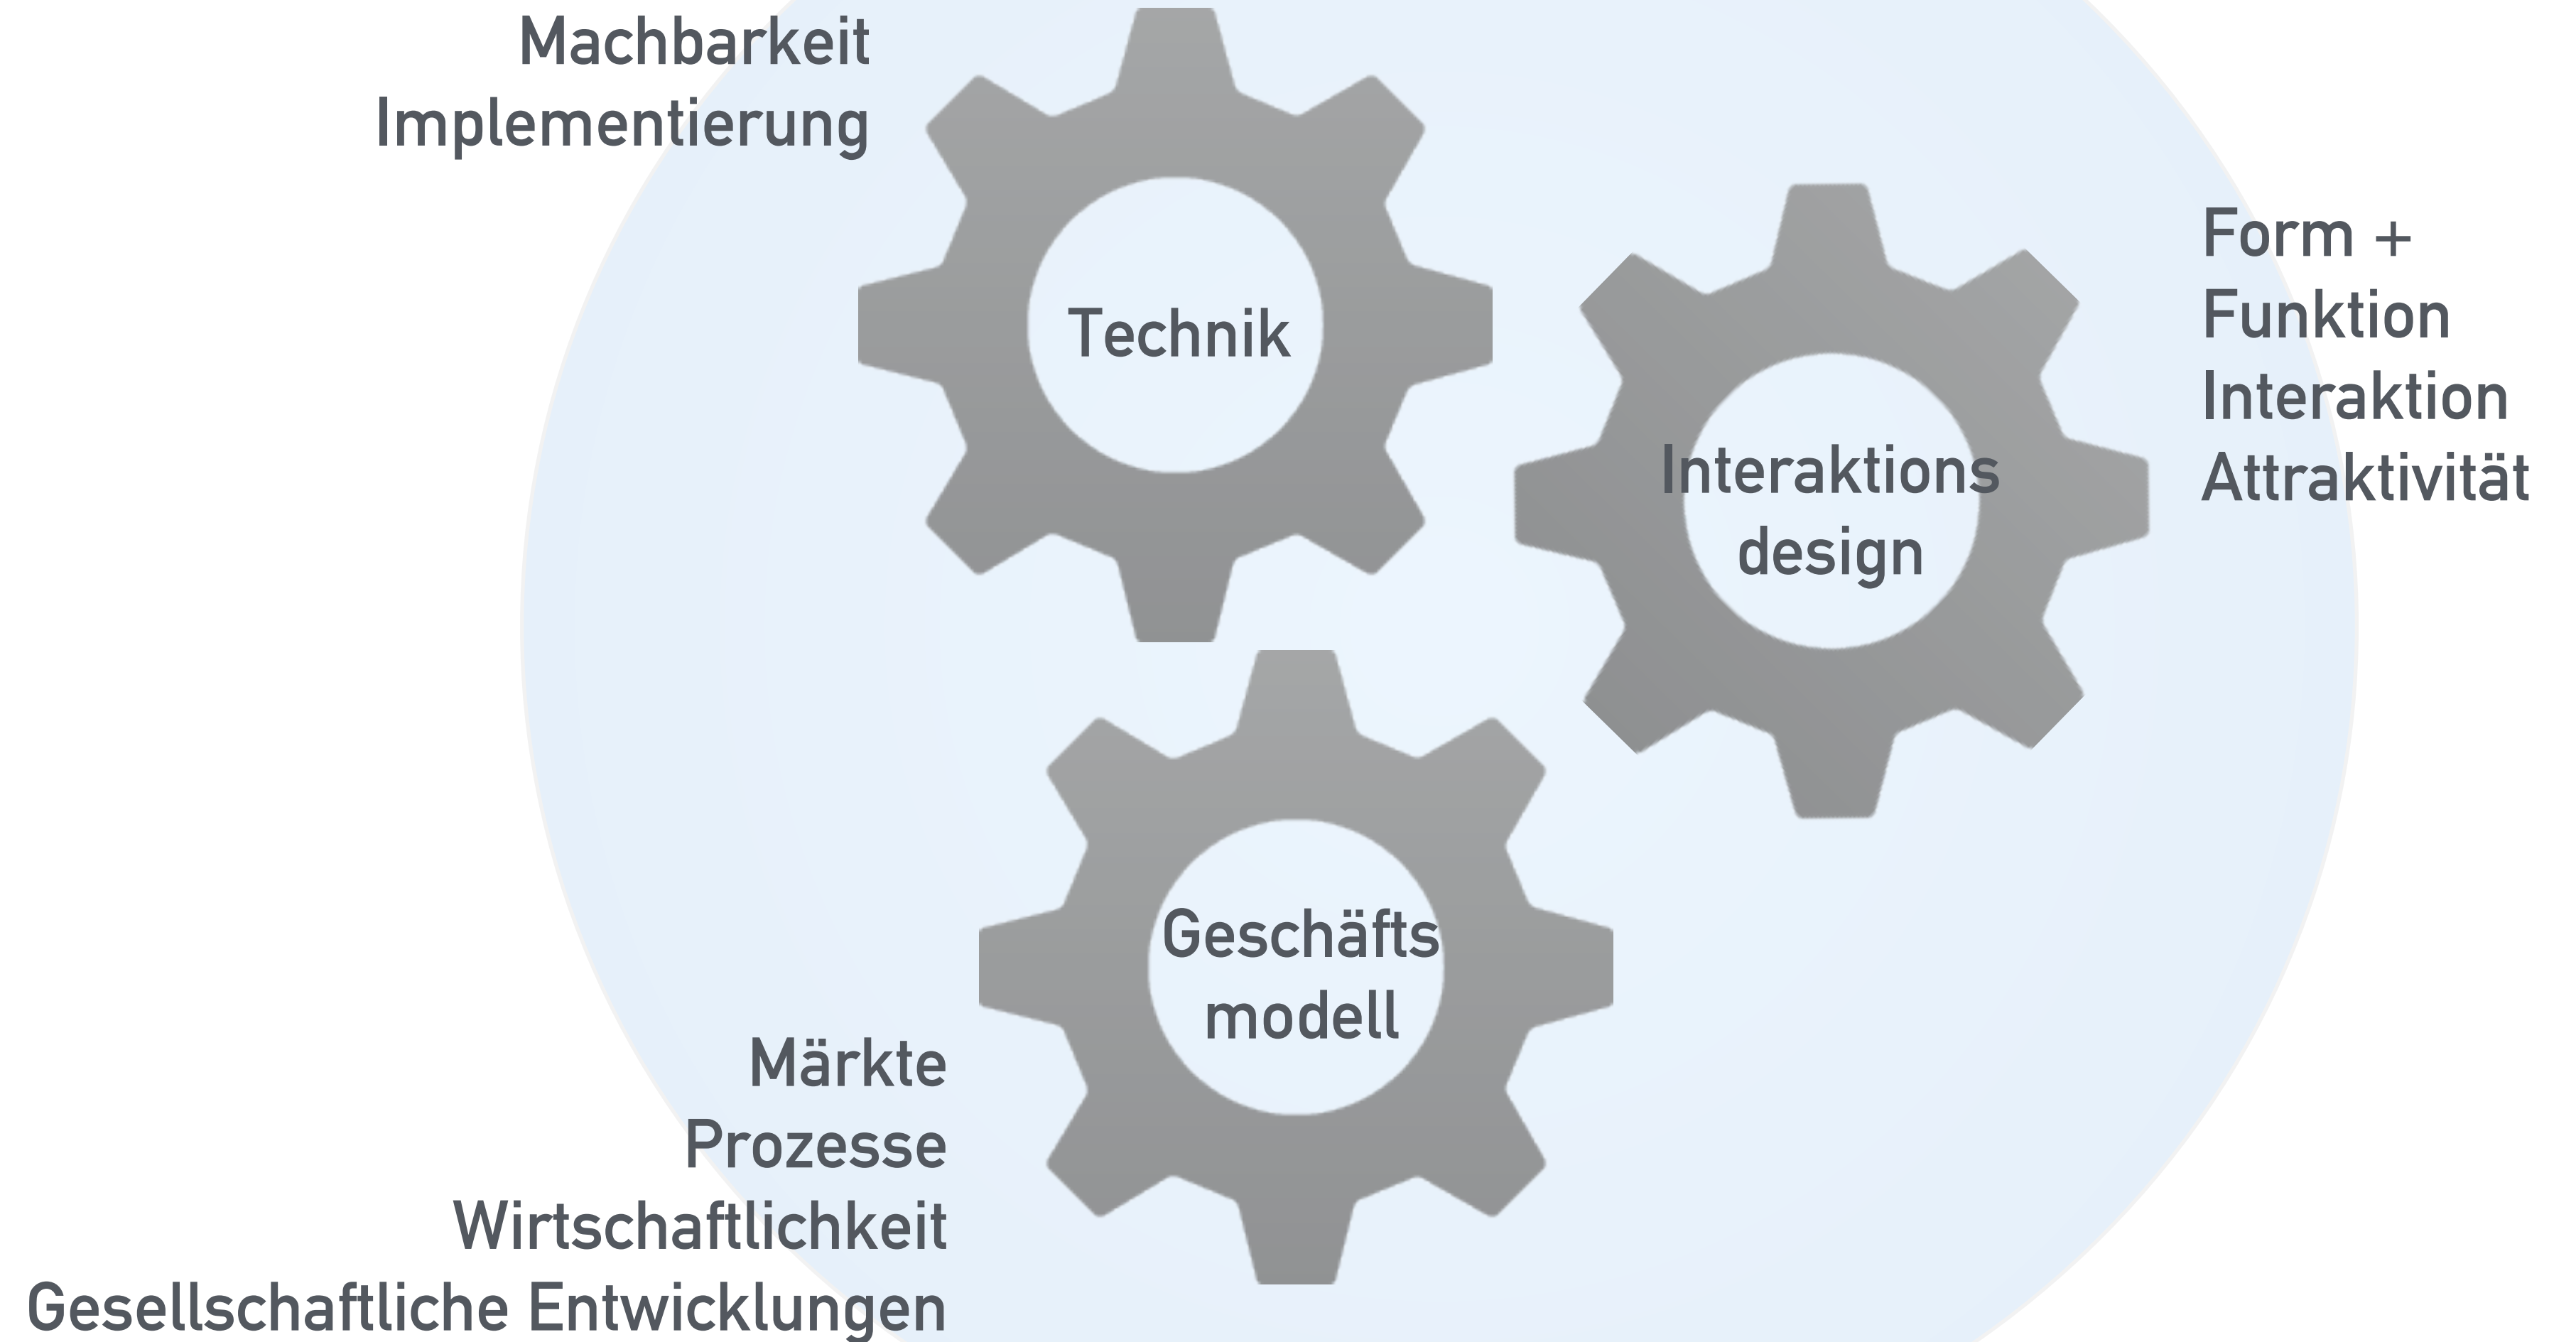 Machbarkeit
Implementierung
Technik
Form +
Funktion
Interaktion
Attraktivität
Interaktions
design
Geschäfts
modell
Märkte
Prozesse
Wirtschaftlichkeit
Gesellschaftliche Entwicklungen